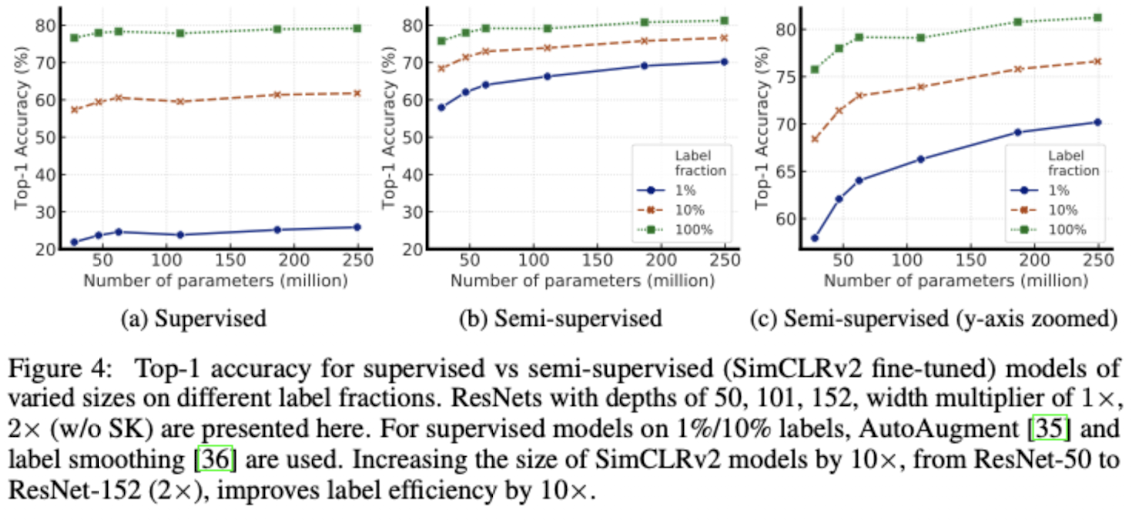 80
70
60
50
40
30
20
Top-1 Accuracy (%)
50 100 150 200 250
Number of parameters (million)
(a) Supervised
80
70
60
50
40
30
20
Top-1 Accuracy (%)
Label
fraction
1%
10%
100%
50 100 150 200 250
Number of parameters (million)
(b) Semi-supervised
80
75
70
65
60
Top-1 Accuracy (%)
Label
fraction
1%
10%
100%
50 100 150 200 250
Number of parameters (million)
(c) Semi-supervised (y-axis zoomed)
Figure 4: Top-1 accuracy for supervised vs semi-supervised (SimCLRv2 fine-tuned) models of
varied sizes on different label fractions. ResNets with depths of 50, 101, 152, width multiplier of 1×,
2× (w/o SK) are presented here. For supervised models on 1%/10% labels, AutoAugment [35] and
label smoothing [36] are used. Increasing the size of SimCLRv2 models by 10×, from ResNet-50 to
ResNet-152 (2×), improves label efficiency by 10×.